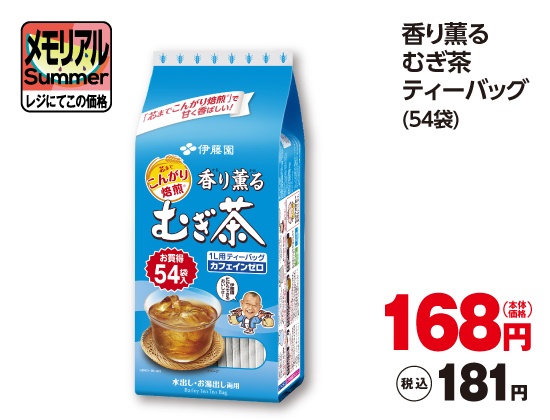 メモリアル
Summer
レジにてこの価格
香り薫る
むぎ茶
ティーバッグ
(54袋)
「芯までこんがり焙煎」で
甘く香ばしい!
伊藤園
芯まで
こんがり
焙煎
香り薫る
むぎ茶
1L用ティーバッグ
カフェインゼロ
お買得
54袋入
水出し・お湯出し両用
Barley Tea Tea Bag
168円(本体価格)
税込181円